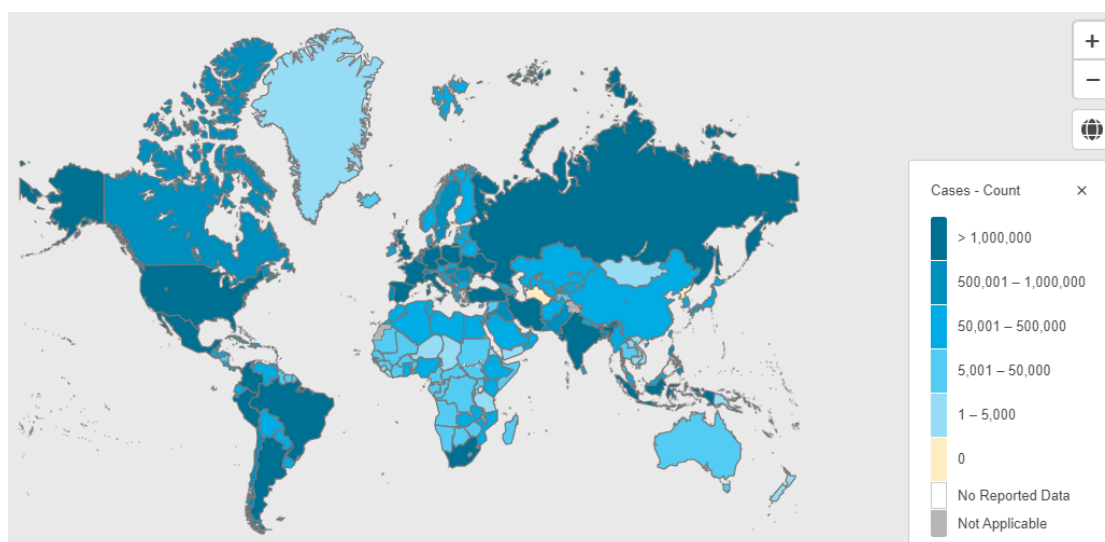 +
−
Cases - Count ×
> 1,000,000
500,001 – 1,000,000
50,001 – 500,000
5,001 – 50,000
1 – 5,000
0
No Reported Data
Not Applicable